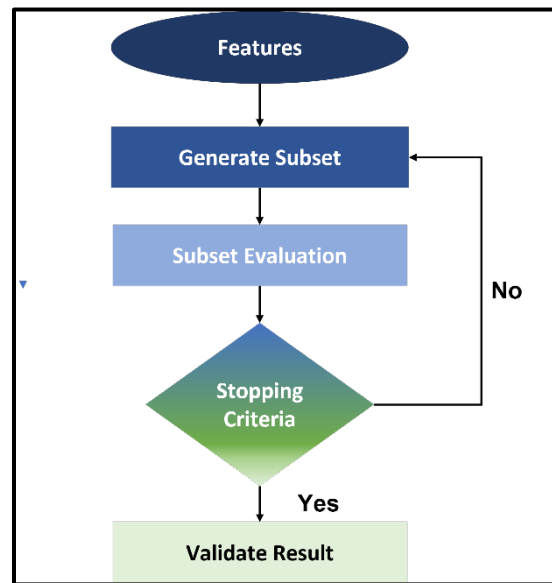 Features
Generate Subset
Subset Evaluation
No
Stopping
Criteria
Yes
Validate Result